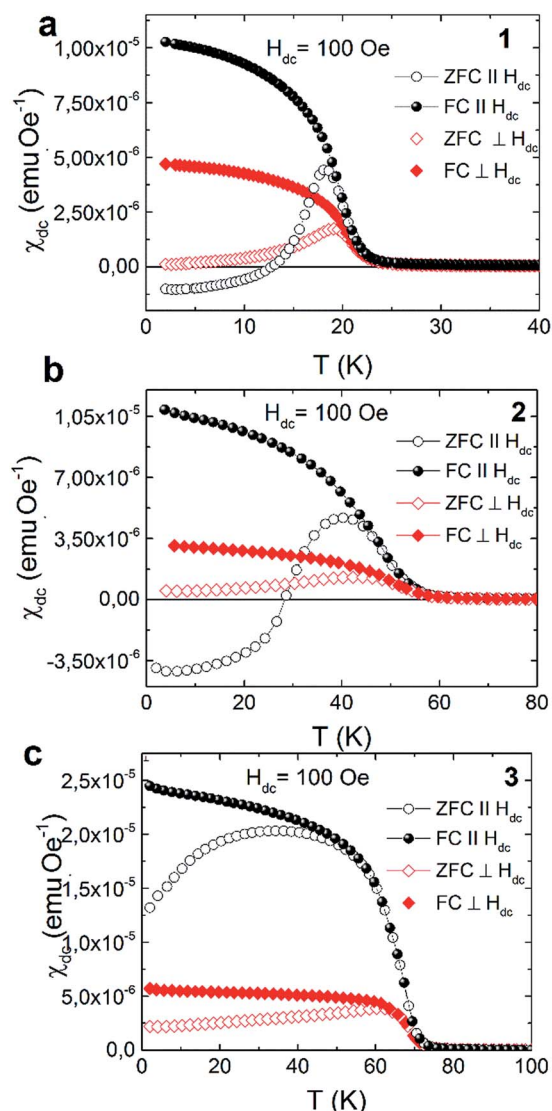 a
H_dc= 100 Oe
1
1,00x10⁻⁵
7,50x10⁻⁶
5,00x10⁻⁶
2,50x10⁻⁶
0,00
χ_dc (emu Oe⁻¹)
ZFC II H_dc
FC II H_dc
ZFC ⊥ H_dc
FC ⊥ H_dc
0 10 20 30 40
T (K)
b
H_dc= 100 Oe
2
1,05x10⁻⁵
7,00x10⁻⁶
3,50x10⁻⁶
0,00
-3,50x10⁻⁶
χ_dc (emu Oe⁻¹)
ZFC II H_dc
FC II H_dc
ZFC ⊥ H_dc
FC ⊥ H_dc
0 20 40 60 80
T (K)
c
H_dc= 100 Oe
3
2,5x10⁻⁵
2,0x10⁻⁵
1,5x10⁻⁵
1,0x10⁻⁵
5,0x10⁻⁶
0,0
χ_dc (emu Oe⁻¹)
ZFC II H_dc
FC II H_dc
ZFC ⊥ H_dc
FC ⊥ H_dc
0 20 40 60 80 100
T (K)